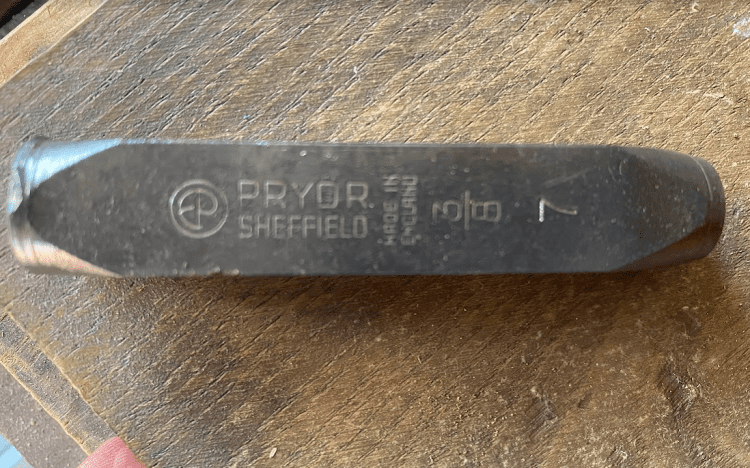 PRYOR
SHEFFIELD
MADE IN
ENGLAND
3/8
7